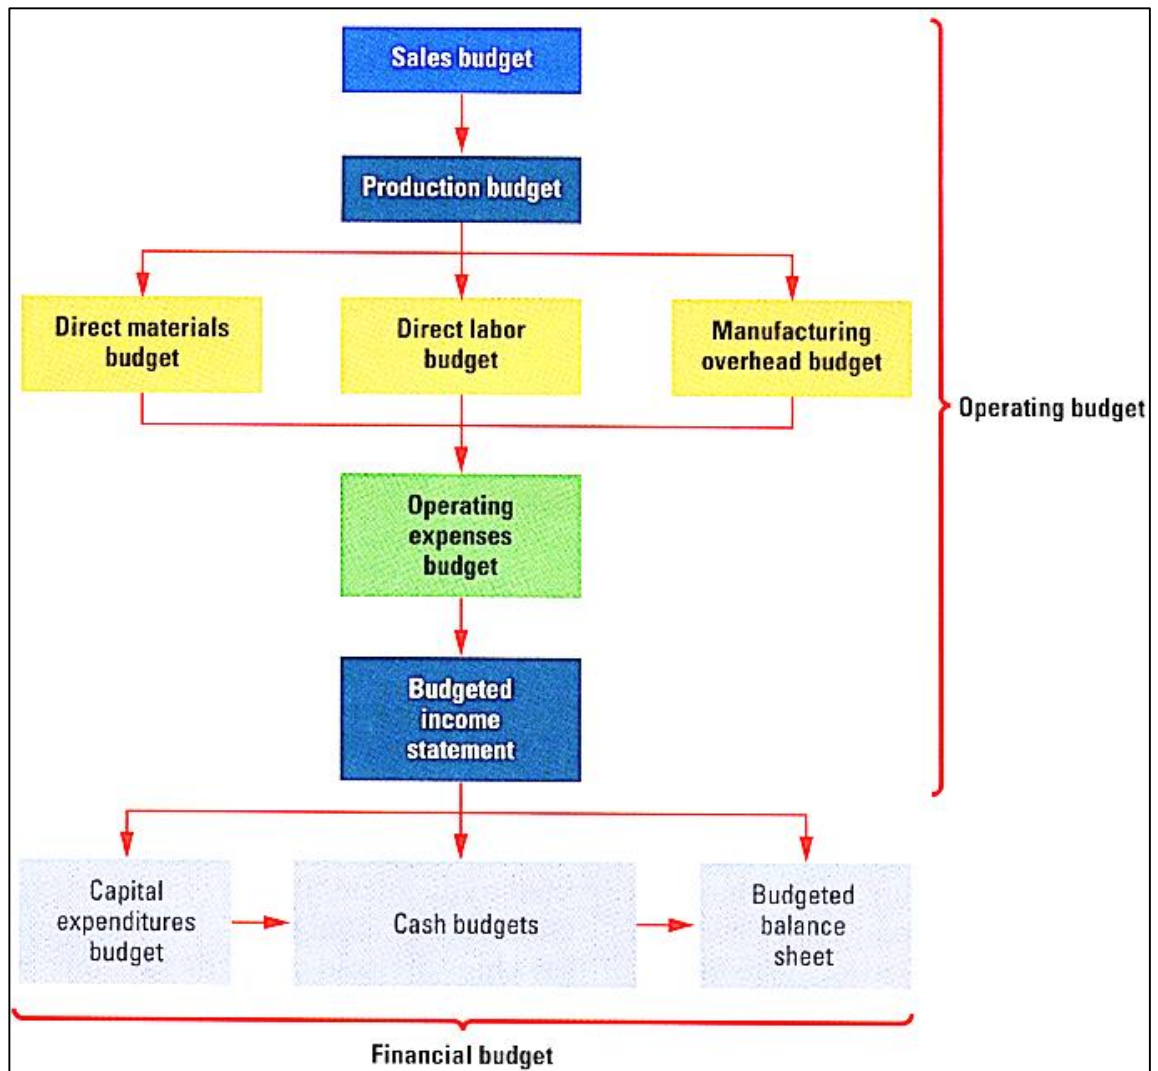 Sales budget
Production budget
Direct materials
budget
Direct labor
budget
Manufacturing
overhead budget
Operating budget
Operating
expenses
budget
Budgeted
income
statement
Capital
expenditures
budget
Cash budgets
Budgeted
balance
sheet
Financial budget